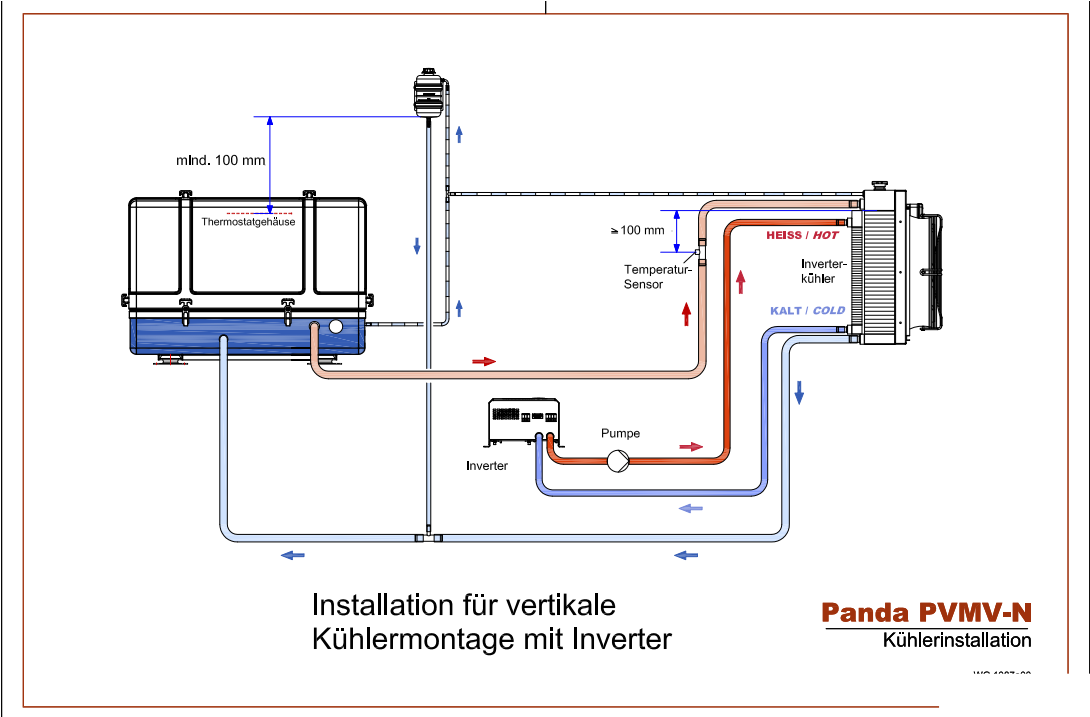 mind. 100 mm
Thermostatgehäuse
≥ 100 mm
HEISS / HOT
Temperatur-
Sensor
Inverter-
kühler
KALT / COLD
Pumpe
Inverter
Installation für vertikale
Kühlermontage mit Inverter
Panda PVMV-N
Kühlerinstallation